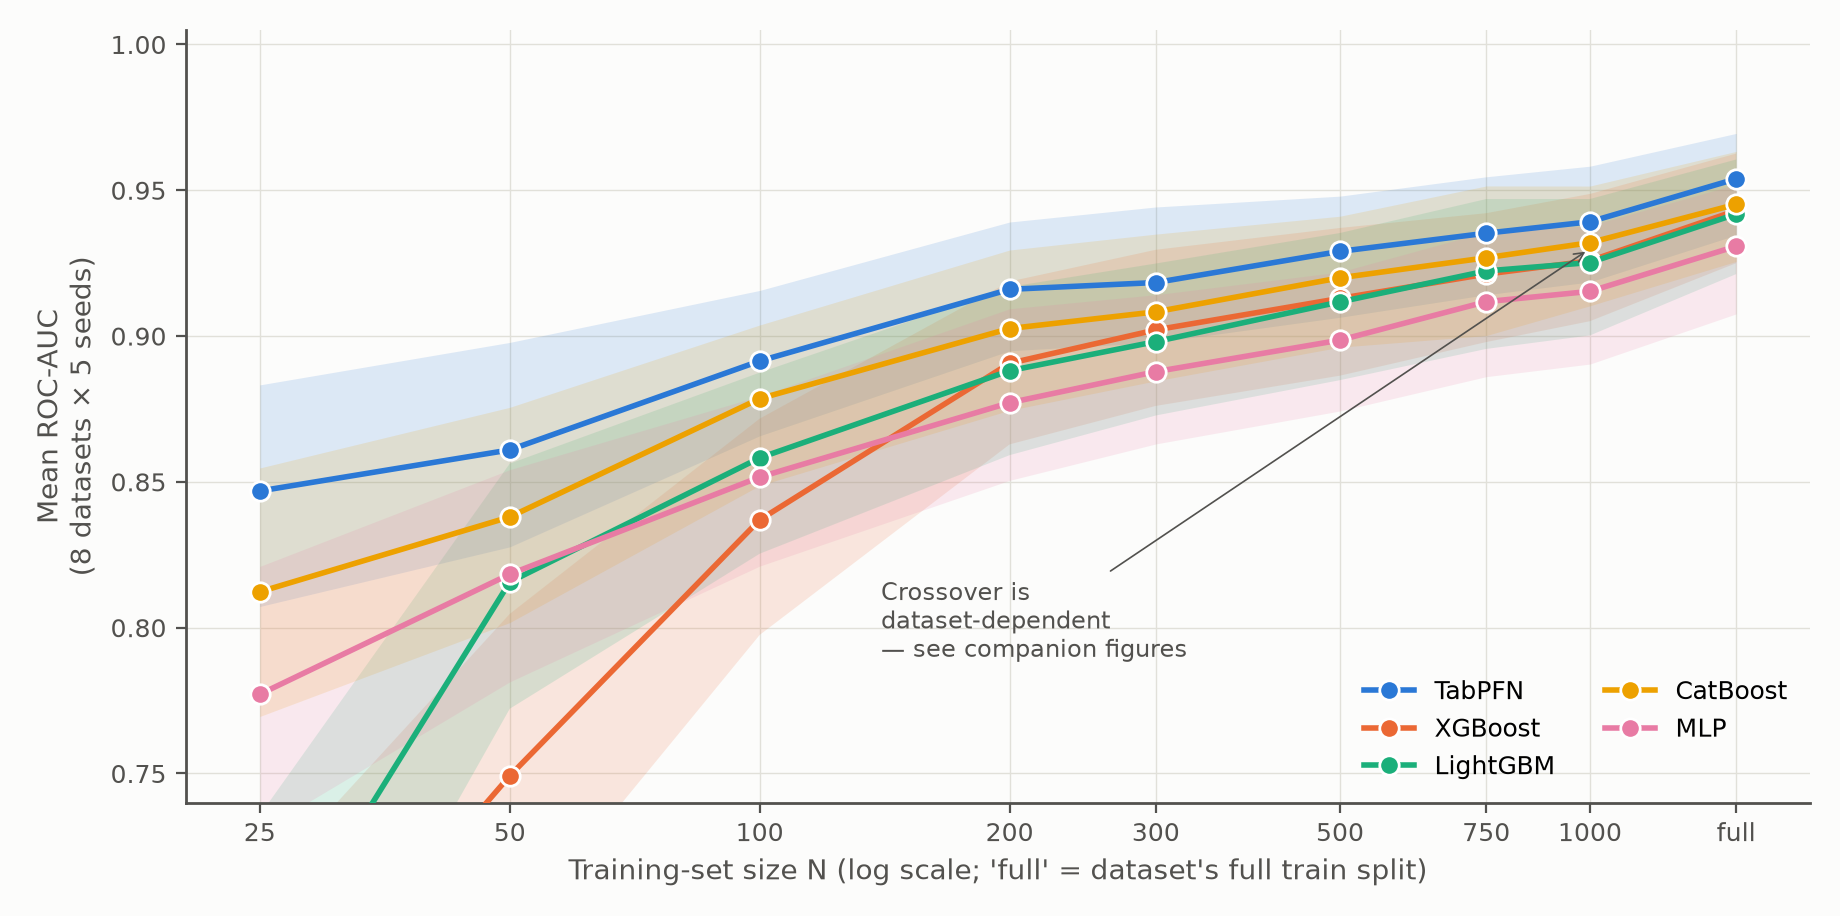 1.00
0.95
0.90
0.85
0.80
0.75
Mean ROC-AUC
(8 datasets × 5 seeds)
Crossover is
dataset-dependent
— see companion figures
TabPFN
XGBoost
LightGBM
CatBoost
MLP
25 50 100 200 300 500 750 1000 full
Training-set size N (log scale; 'full' = dataset's full train split)